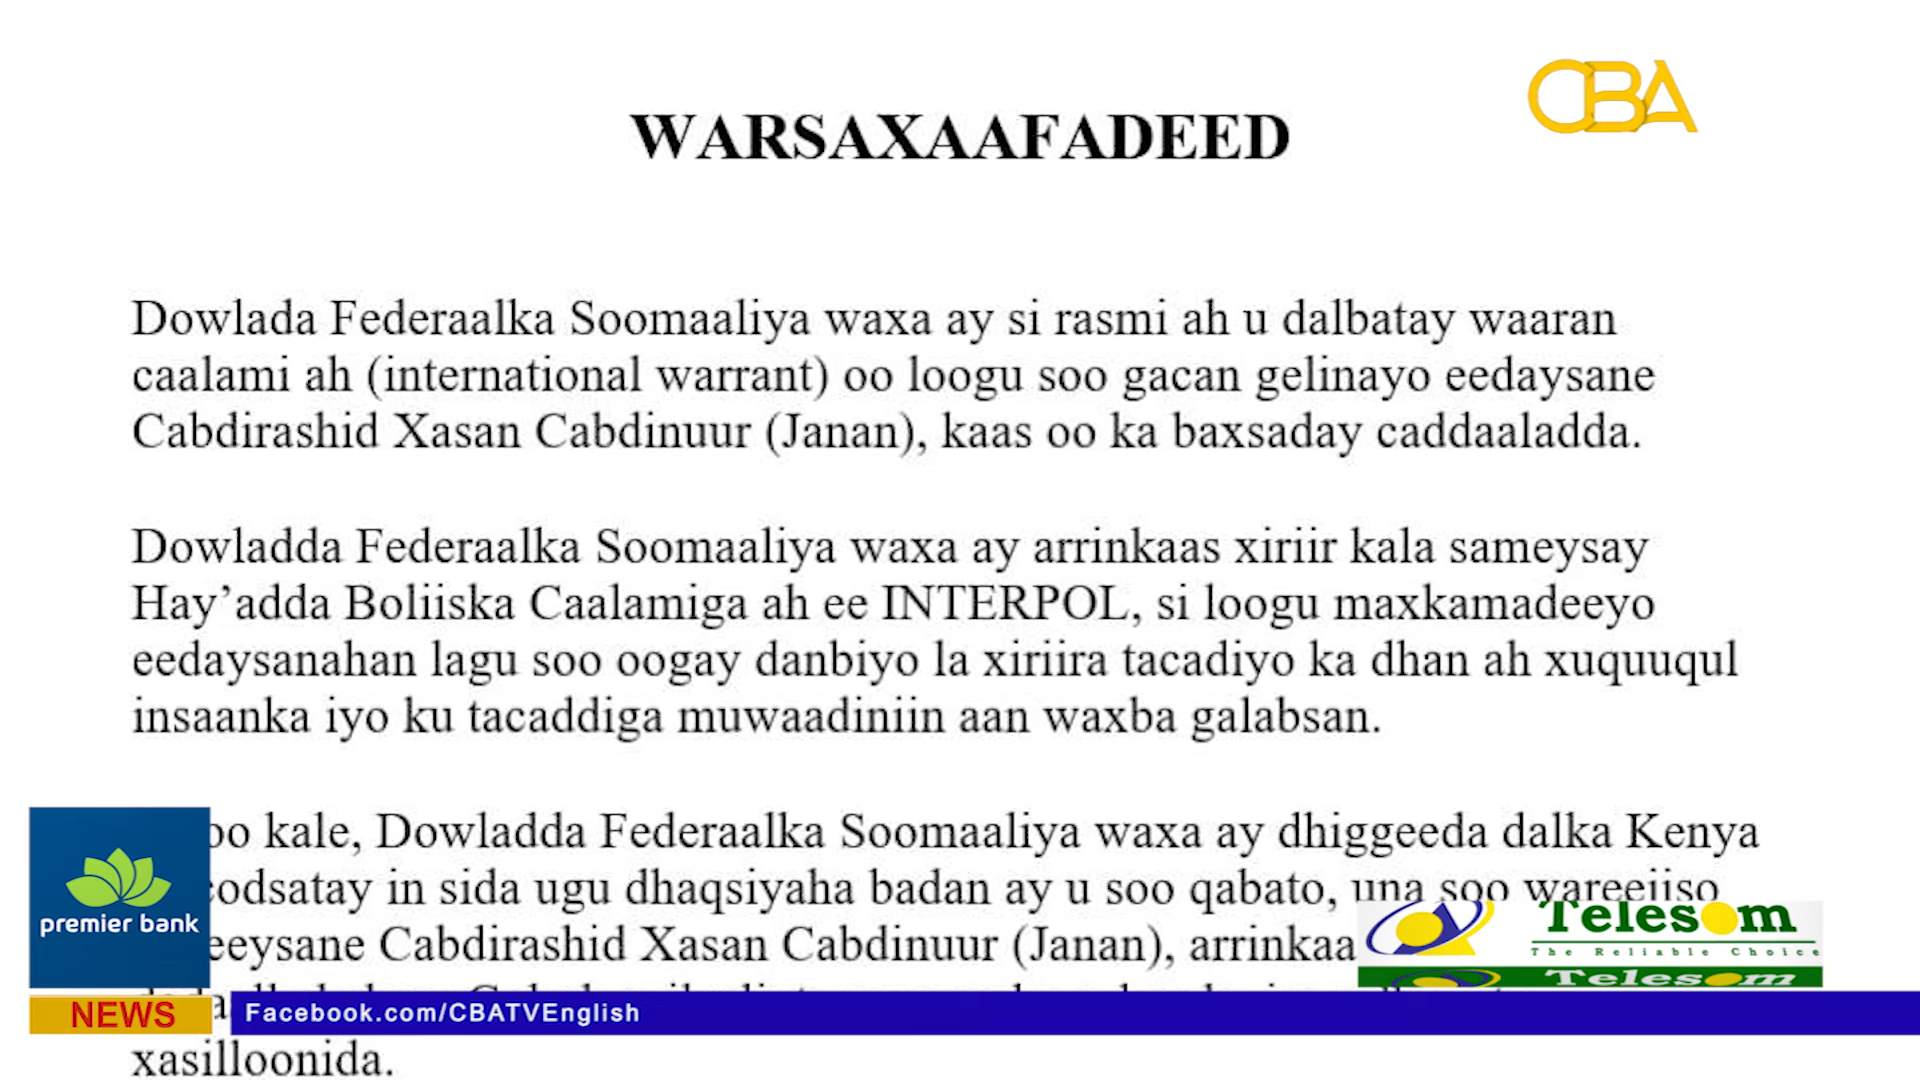 CBA
WARSAXAAFADEED
Dowlada Federaalka Soomaaliya waxa ay si rasmi ah u dalbatay waaran
caalami ah (international warrant) oo loogu soo gacan gelinayo eedaysane
Cabdirashid Xasan Cabdinuur (Janan), kaas oo ka baxsaday caddaaladda.
Dowladda Federaalka Soomaaliya waxa ay arrinkaas xiriir kala sameysay
Hay’adda Boliiska Caalamiga ah ee INTERPOL, si loogu maxkamadeeyo
eedaysanahan lagu soo oogay danbiyo la xiriira tacadiyo ka dhan ah xuquuqul
insaanka iyo ku tacaddiga muwaadiniin aan waxba galabsan.
kale, Dowladda Federaalka Soomaaliya waxa ay dhiggeeda dalka Kenya
in sida ugu dhaqsiyaha badan ay u soo qabato, una soo wareejiso
Cabdirashid Xasan Cabdinuur (Janan), arrinkaa
xasilloonida.
premier bank
Telesom
The Reliable Choice
Telesom
NEWS
Facebook.com/CBATVEnglish